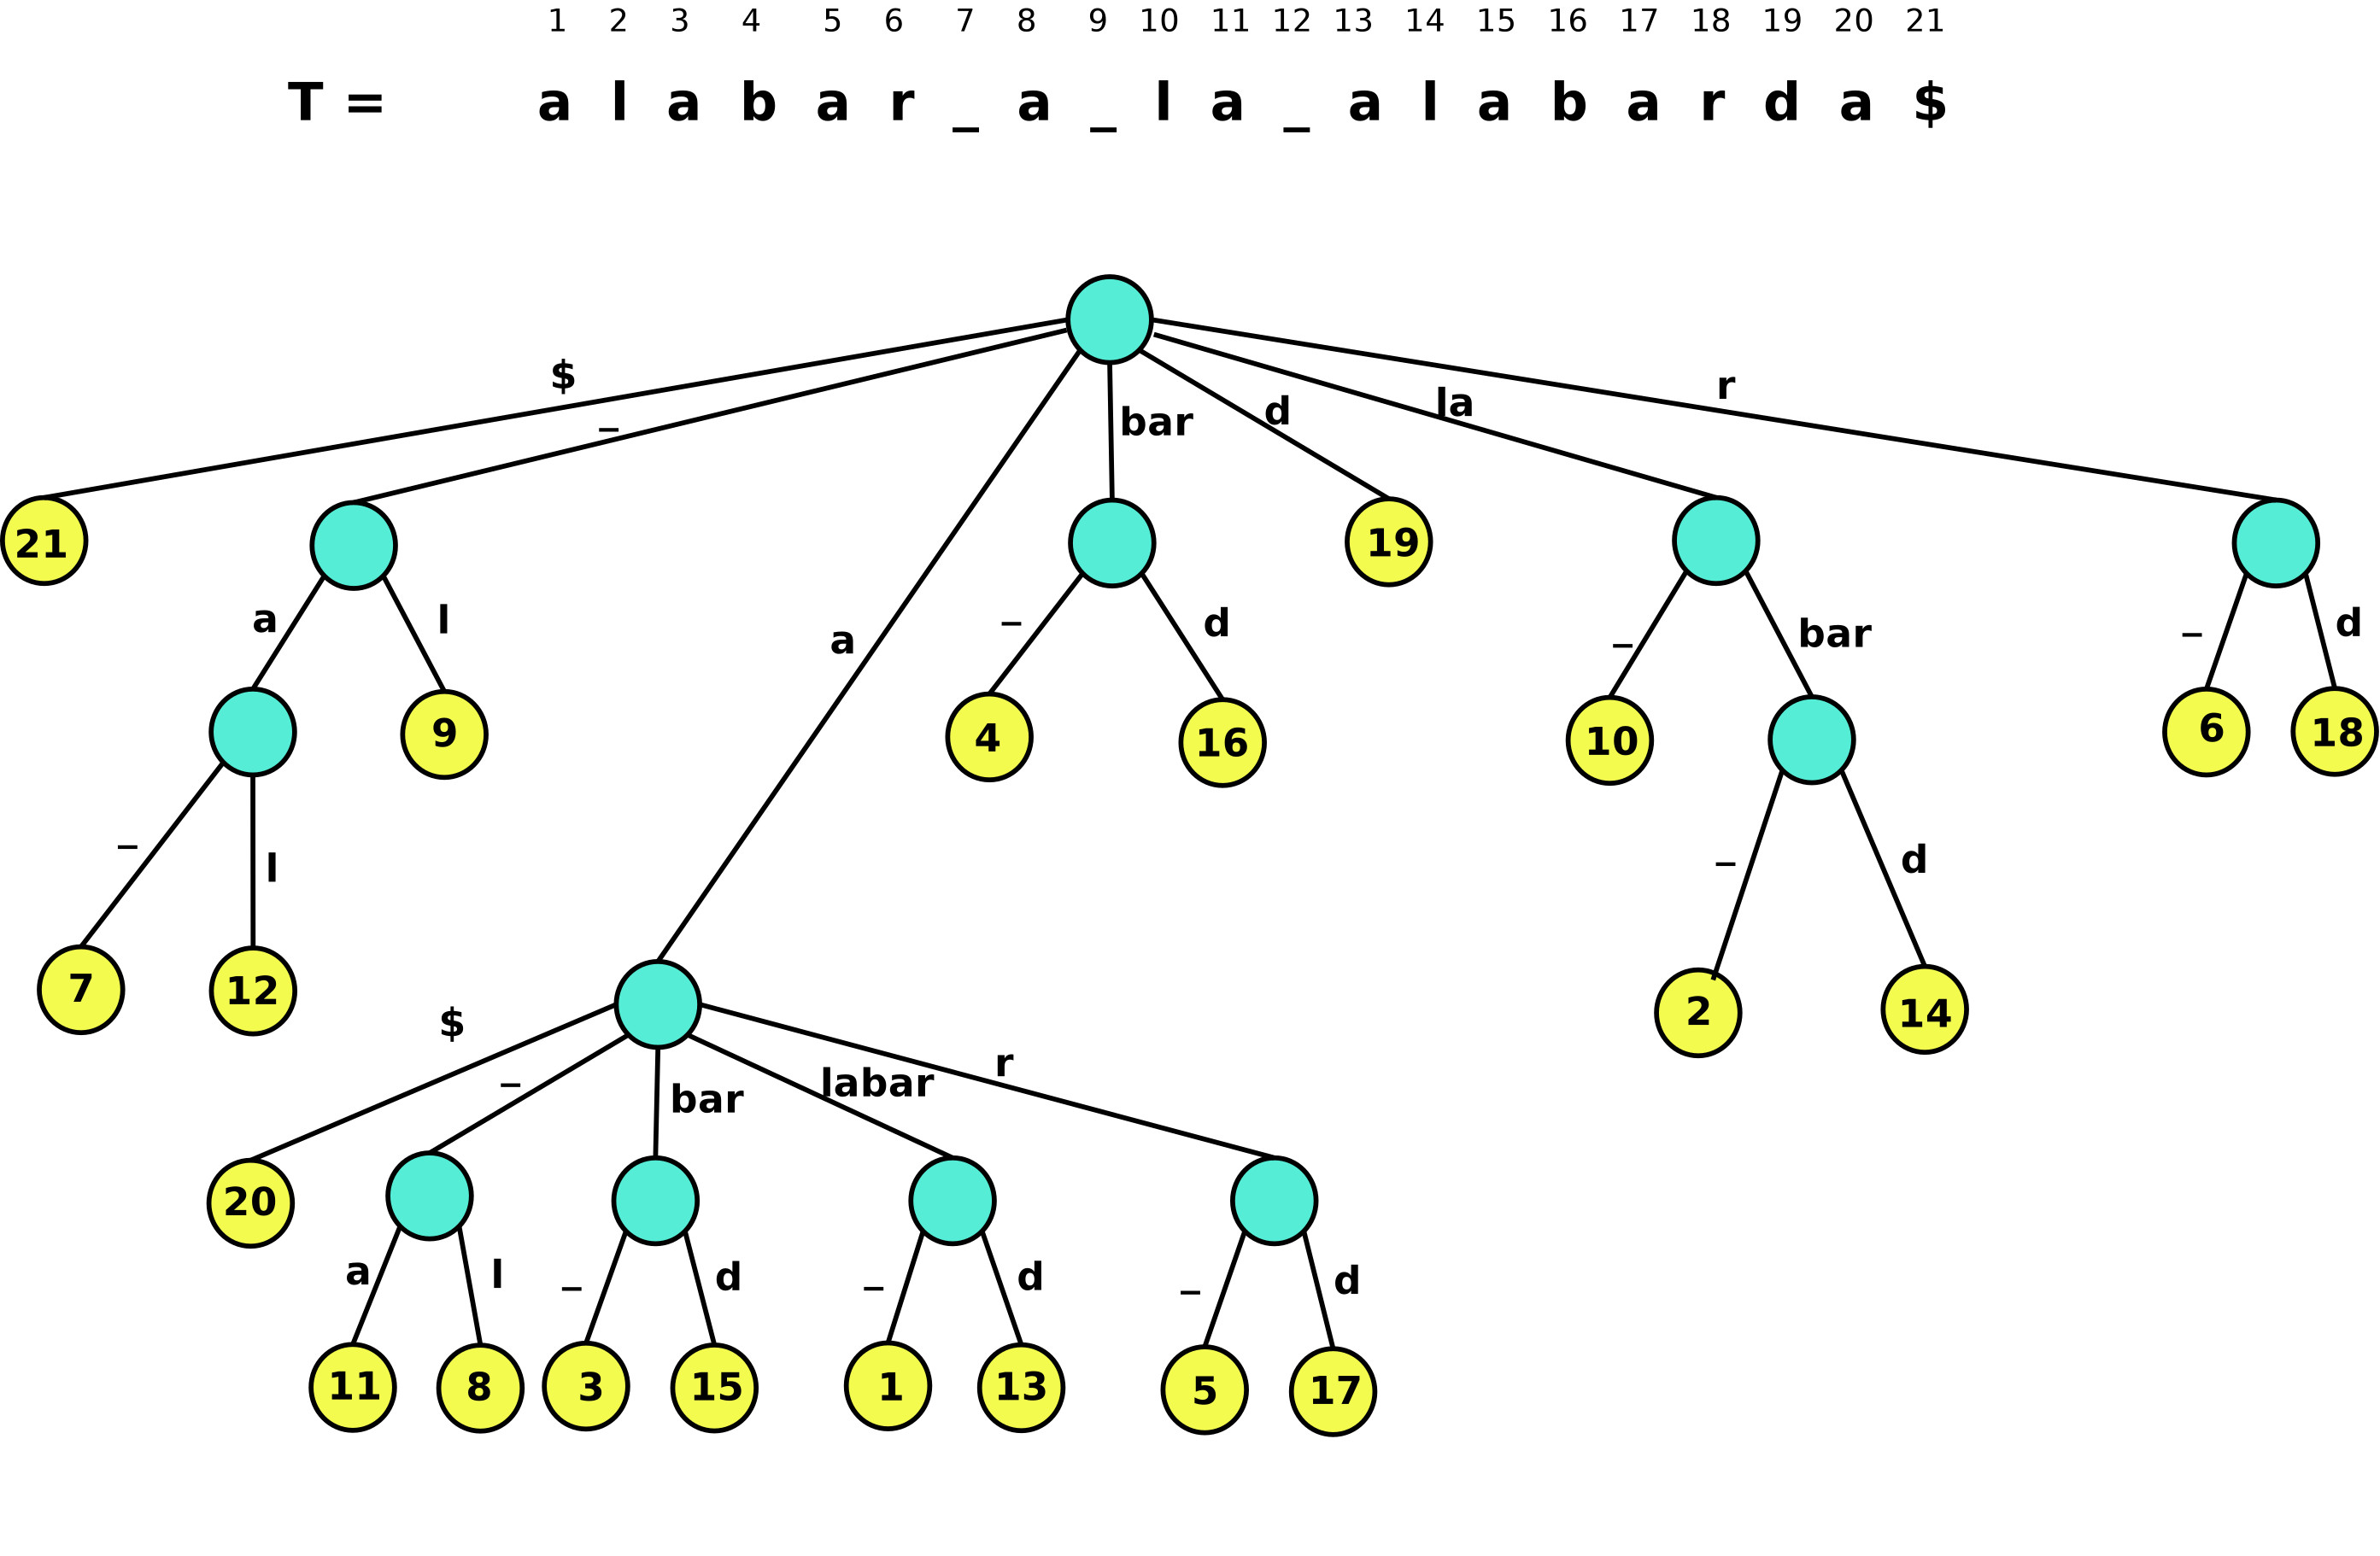 1 2 3 4 5 6 7 8 9 10 11 12 13 14 15 16 17 18 19 20 21
T = a l a b a r _ a _ l a _ a l a b a r d a $
$ _ a bar d la r
21 19
a l _ d _ bar _ d
9 4 16 10 6 18
_ l _ d
7 12 2 14
$ _ bar labar r
20
a l _ d _ d _ d
11 8 3 15 1 13 5 17